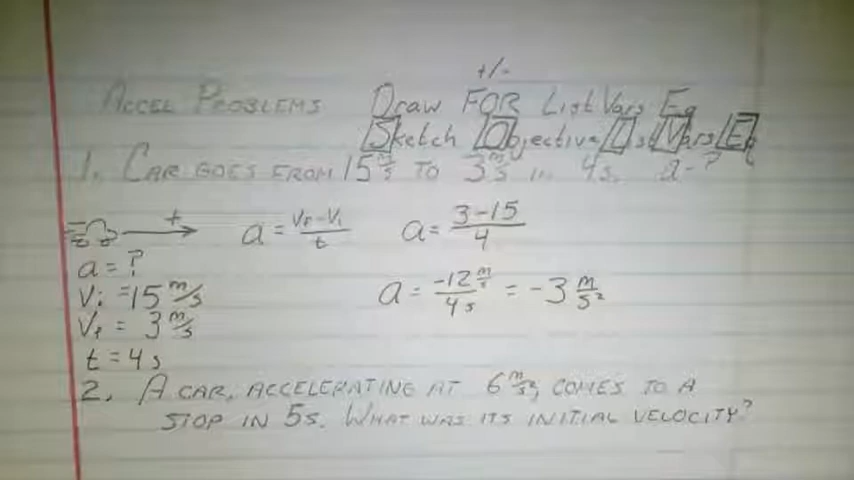 +/-
ACCEL PROBLEMS Draw FOR List Vars Eq
Sketch Objective List Vars Eq
1. CAR GOES FROM 15 m/s TO 3 m/s IN 4s. a-?
+
a = (Vf - Vi)/t a = (3-15)/4
a = ?
Vi = 15 m/s a = (-12 m/s)/(4s) = -3 m/s²
Vf = 3 m/s
t = 4s
2. A CAR, ACCELERATING AT 6 m/s², COMES TO A
STOP IN 5s. WHAT WAS ITS INITIAL VELOCITY?